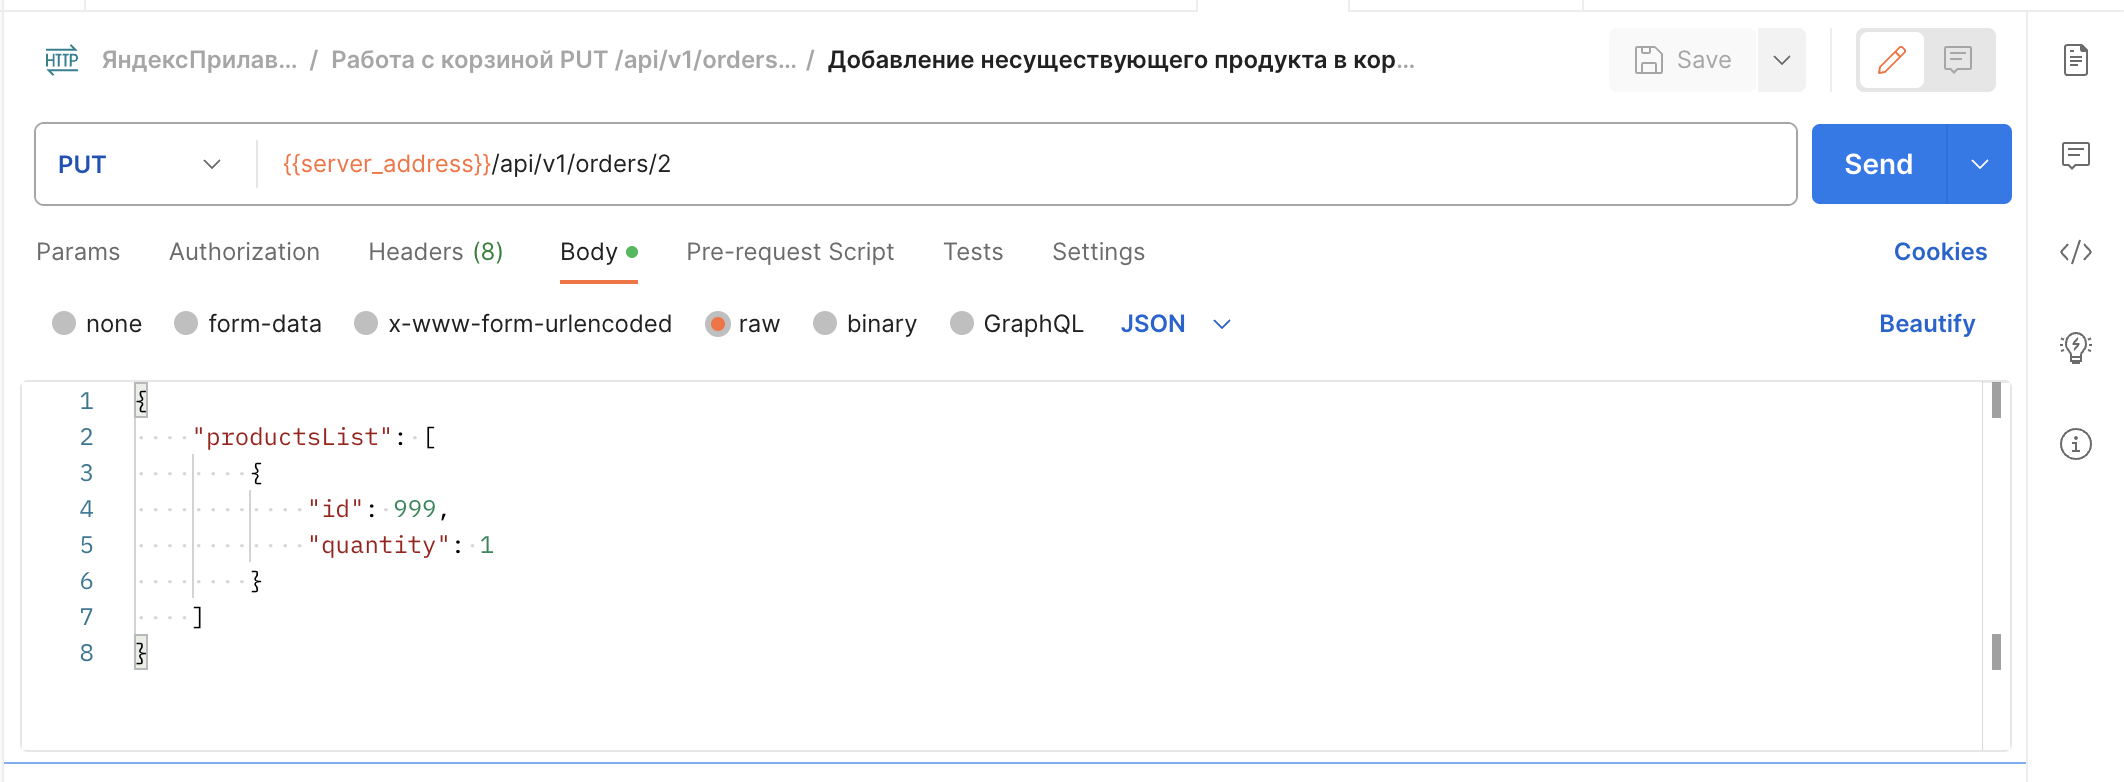 HTTP ЯндексПрилав... / Работа с корзиной PUT /api/v1/orders... / Добавление несуществующего продукта в кор...
Save
PUT {{server_address}}/api/v1/orders/2
Send
Params Authorization Headers (8) Body Pre-request Script Tests Settings Cookies
none form-data x-www-form-urlencoded raw binary GraphQL JSON Beautify
1 {
2 "productsList": [
3 {
4 "id": 999,
5 "quantity": 1
6 }
7 ]
8 }